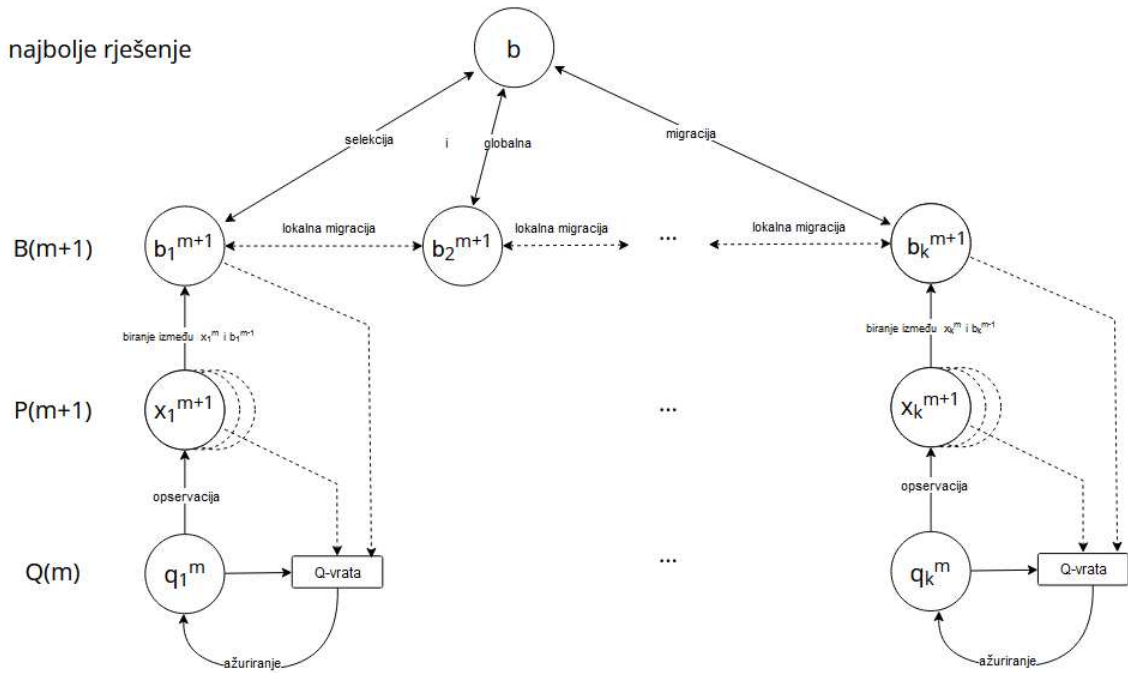 najbolje rješenje
b
selekcija i globalna migracija
B(m+1)
b₁ᵐ⁺¹
lokalna migracija
b₂ᵐ⁺¹
lokalna migracija
...
lokalna migracija
bₖᵐ⁺¹
biranje između x₁ᵐ i b₁ᵐ⁻¹
biranje između xₖᵐ i bₖᵐ⁻¹
P(m+1)
x₁ᵐ⁺¹
...
xₖᵐ⁺¹
opservacija
opservacija
Q(m)
q₁ᵐ
Q-vrata
...
qₖᵐ
Q-vrata
ažuriranje
ažuriranje